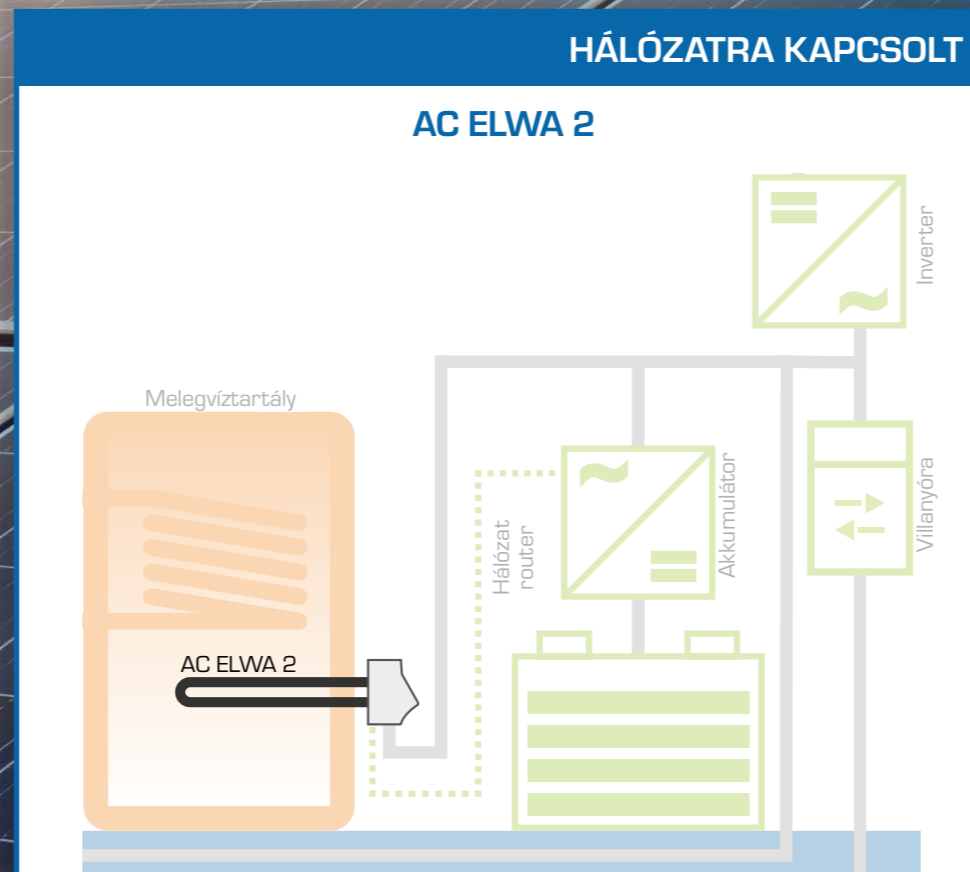 HÁLÓZATRA KAPCSOLT
AC ELWA 2
Inverter
Melegvíztartály
Hálózat
router
Akkumulátor
Villanyóra
AC ELWA 2